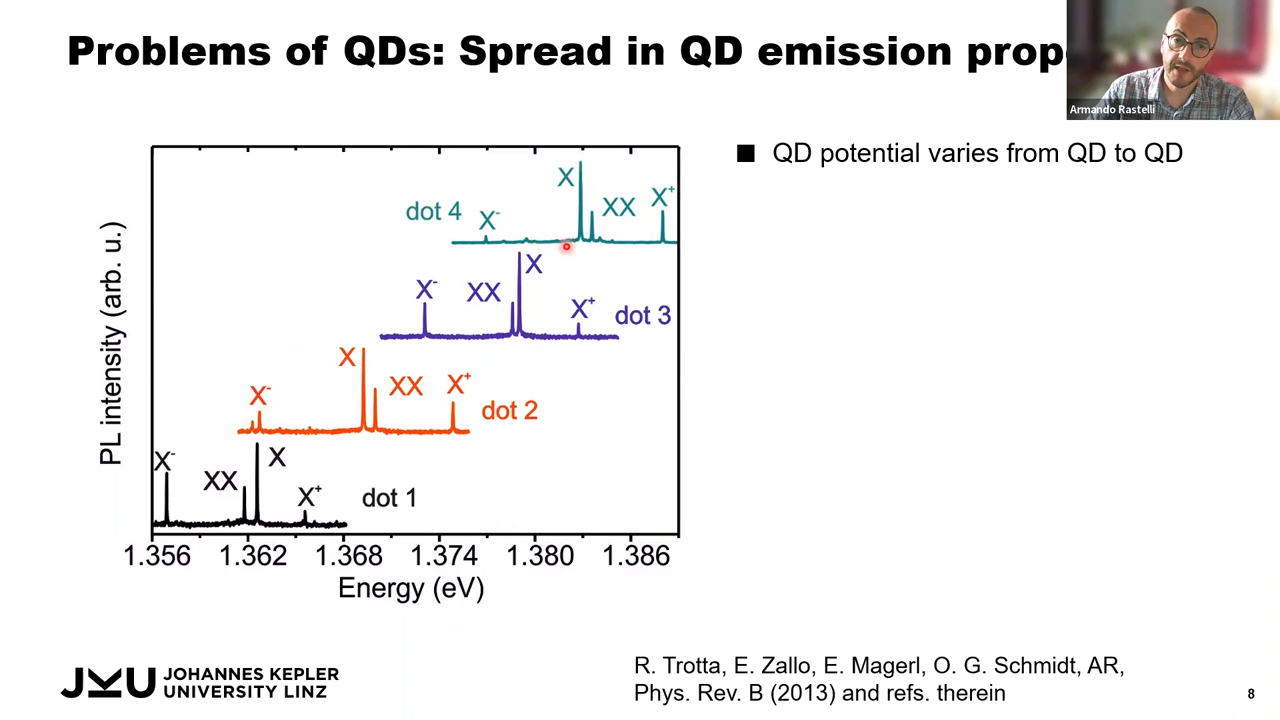 Problems of QDs: Spread in QD emission prop
Armando Rastelli
■ QD potential varies from QD to QD
PL intensity (arb. u.)
dot 4 X⁻ X XX X⁺
X⁻ XX X X⁺ dot 3
X⁻ X XX X⁺ dot 2
X⁻ XX X X⁺ dot 1
1.356 1.362 1.368 1.374 1.380 1.386
Energy (eV)
JKU JOHANNES KEPLER
UNIVERSITY LINZ
R. Trotta, E. Zallo, E. Magerl, O. G. Schmidt, AR,
Phys. Rev. B (2013) and refs. therein
8